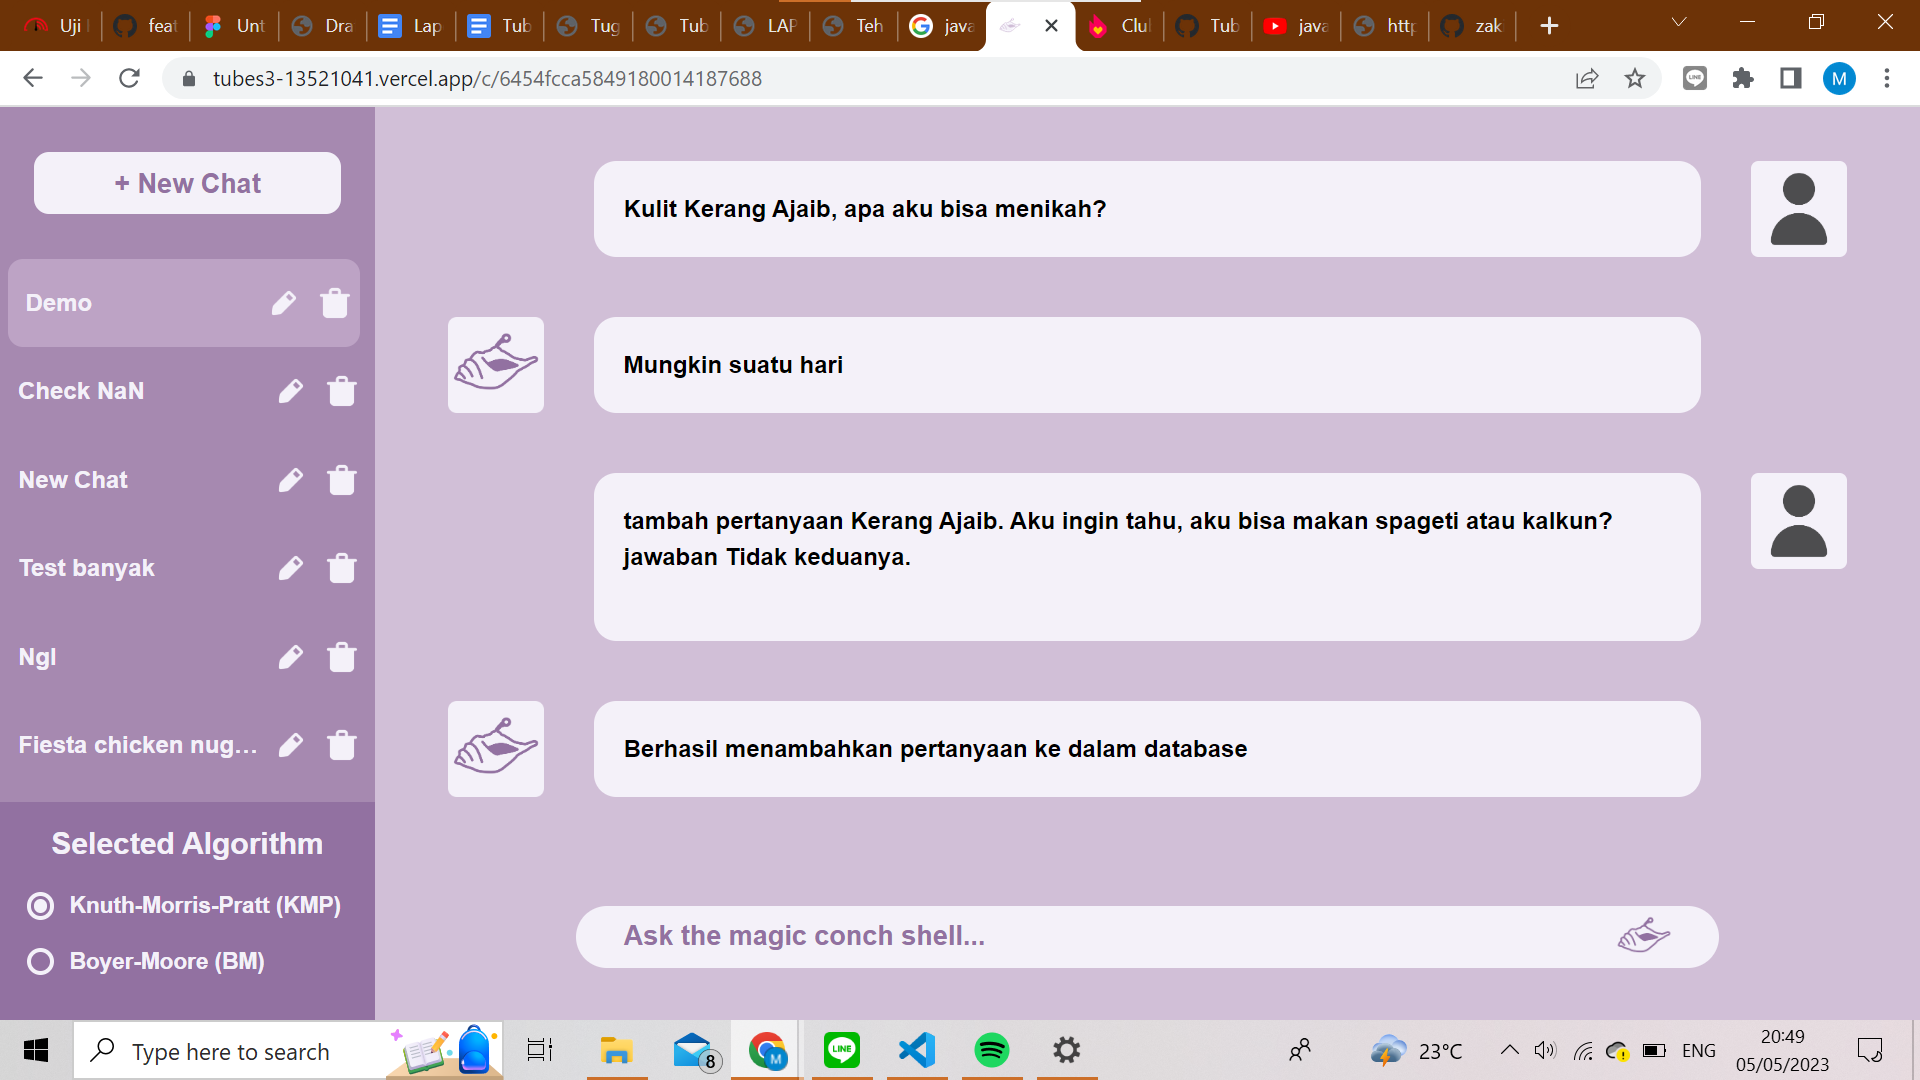 Uji
feat
Unt
Dra
Lap
Tub
Tug
Tub
LAP
Teh
java
Clu
Tub
java
http
zak
tubes3-13521041.vercel.app/c/6454fcca5849180014187688
M
+ New Chat
Demo
Check NaN
New Chat
Test banyak
Ngl
Fiesta chicken nug...
Selected Algorithm
Knuth-Morris-Pratt (KMP)
Boyer-Moore (BM)
Kulit Kerang Ajaib, apa aku bisa menikah?
Mungkin suatu hari
tambah pertanyaan Kerang Ajaib. Aku ingin tahu, aku bisa makan spageti atau kalkun?
jawaban Tidak keduanya.
Berhasil menambahkan pertanyaan ke dalam database
Ask the magic conch shell...
Type here to search
8
M
LINE
23°C
ENG
20:49
05/05/2023